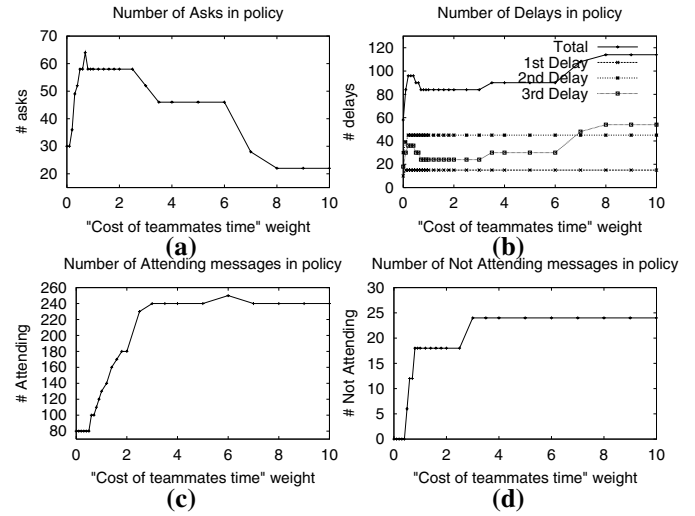 Number of Asks in policy
70
60
50
40
30
20
# asks
0 2 4 6 8 10
"Cost of teammates time" weight
(a)
Number of Delays in policy
120
100
80
60
40
20
0
# delays
Total
1st Delay
2nd Delay
3rd Delay
0 2 4 6 8 10
"Cost of teammates time" weight
(b)
Number of Attending messages in policy
260
240
220
200
180
160
140
120
100
80
# Attending
0 2 4 6 8 10
"Cost of teammates time" weight
(c)
Number of Not Attending messages in policy
30
25
20
15
10
5
0
# Not Attending
0 2 4 6 8 10
"Cost of teammates time" weight
(d)